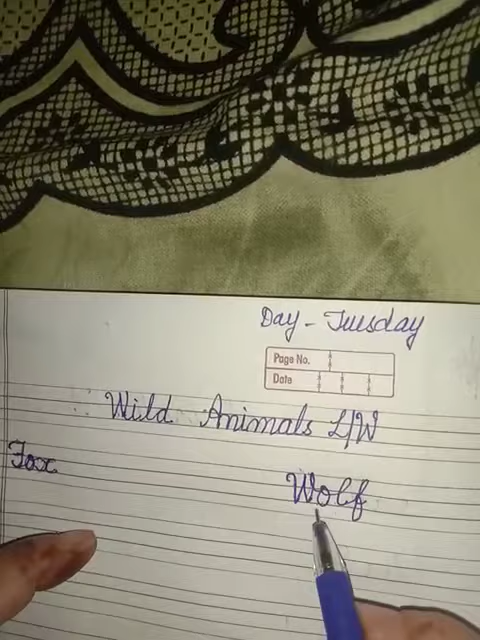 Day - Tuesday
Page No.
Date
Wild Animals L/W
Fox
Wolf